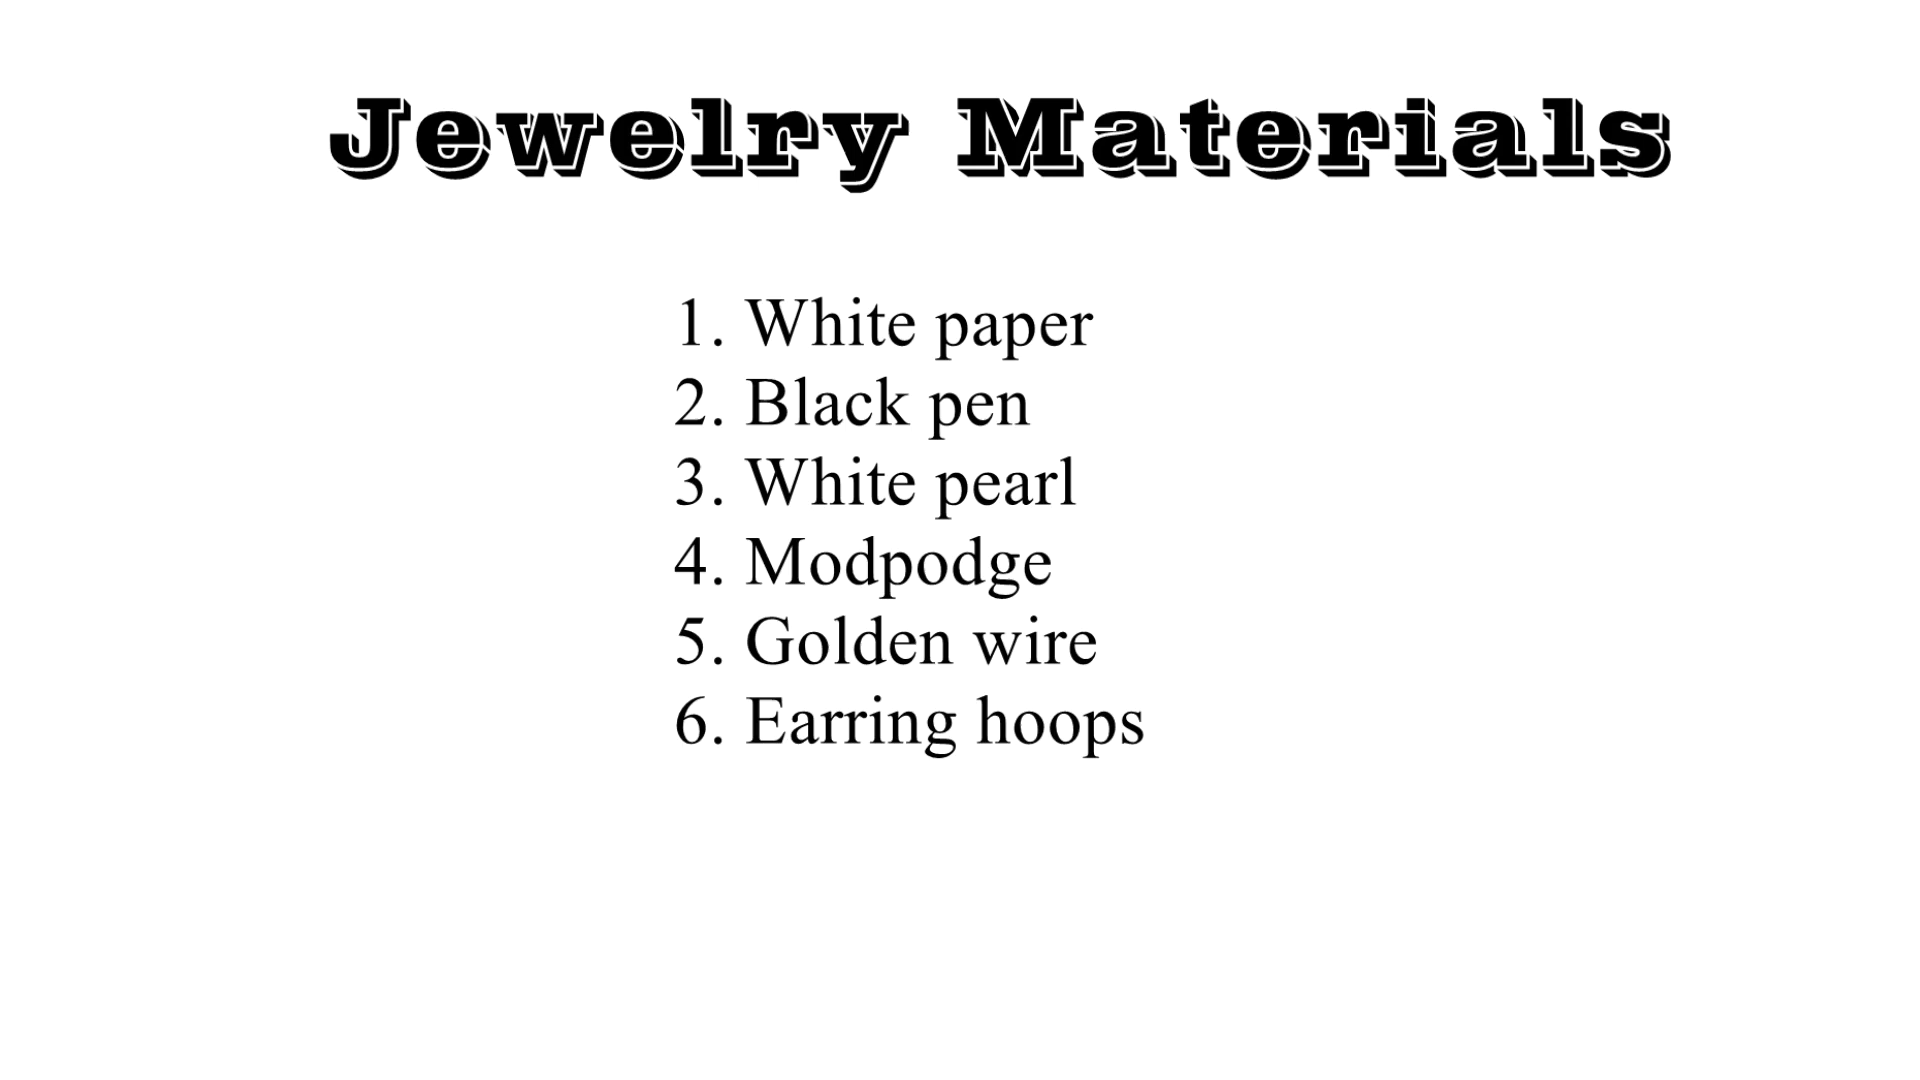 Jewelry Materials
1. White paper
2. Black pen
3. White pearl
4. Modpodge
5. Golden wire
6. Earring hoops